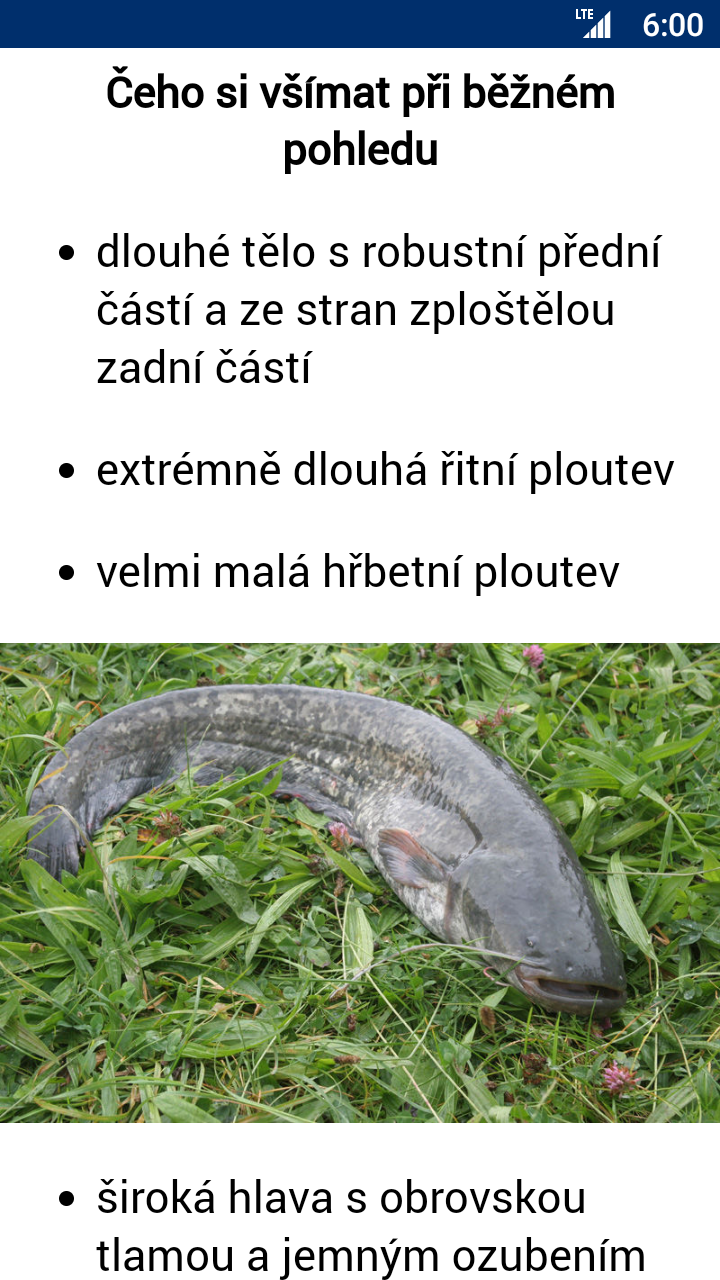 LTE 6:00
Čeho si všímat při běžném
pohledu
• dlouhé tělo s robustní přední
částí a ze stran zploštělou
zadní částí
• extrémně dlouhá řitní ploutev
• velmi malá hřbetní ploutev
• široká hlava s obrovskou
tlamou a jemným ozubením